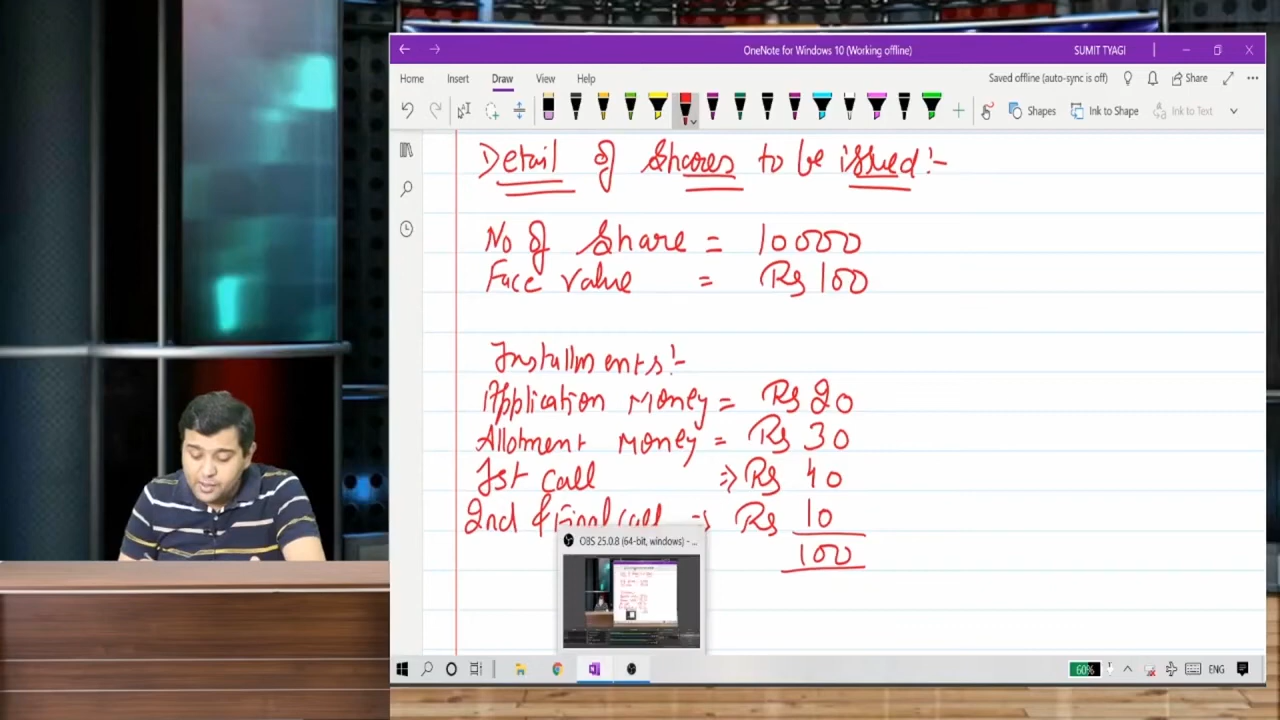 OneNote for Windows 10 (Working offline)
SUMIT TYAGI
Home Insert Draw View Help
Saved offline (auto-sync is off)
Share
Shapes
Ink to Shape
Ink to Text
Detail of Shares to be issued :-
No of Share = 10000
Face value = Rs 100
Installments :-
Application Money = Rs 20
Allotment Money = Rs 30
1st call => Rs 40
2nd & Final call => Rs 10
100
OBS 25.0.8 (64-bit, windows) - ...
60%
ENG